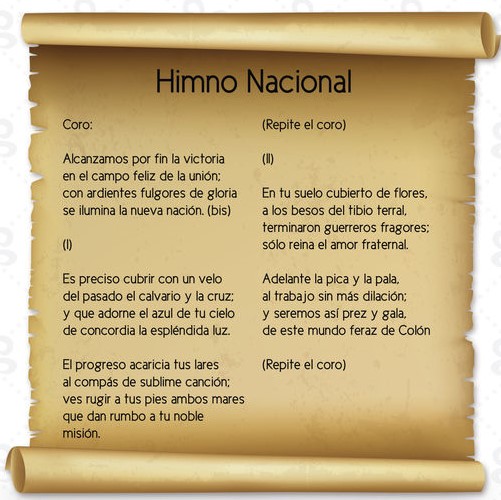 Himno Nacional
Coro:
Alcanzamos por fin la victoria
en el campo feliz de la unión;
con ardientes fulgores de gloria
se ilumina la nueva nación. (bis)
(I)
Es preciso cubrir con un velo
del pasado el calvario y la cruz;
y que adorne el azul de tu cielo
de concordia la espléndida luz.
El progreso acaricia tus lares
al compás de sublime canción;
ves rugir a tus pies ambos mares
que dan rumbo a tu noble
misión.
(Repite el coro)
(II)
En tu suelo cubierto de flores,
a los besos del tibio terral,
terminaron guerreros fragores;
sólo reina el amor fraternal.
Adelante la pica y la pala,
al trabajo sin más dilación;
y seremos así prez y gala,
de este mundo feraz de Colón
(Repite el coro)